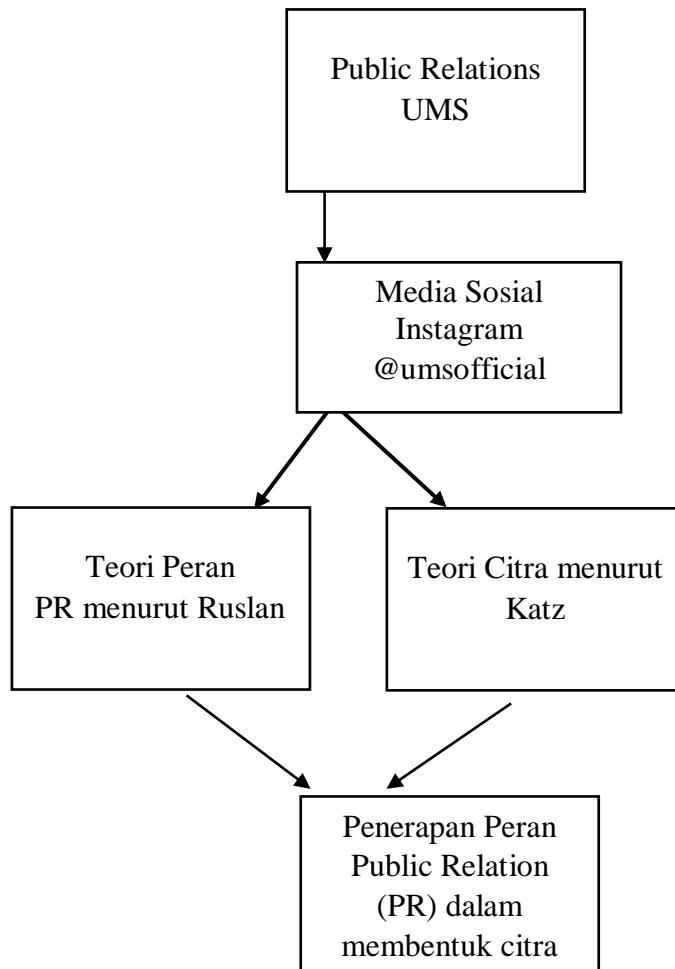 Public Relations
UMS
Media Sosial
Instagram
@umsofficial
Teori Peran
PR menurut Ruslan
Teori Citra menurut
Katz
Penerapan Peran
Public Relation
(PR) dalam
membentuk citra